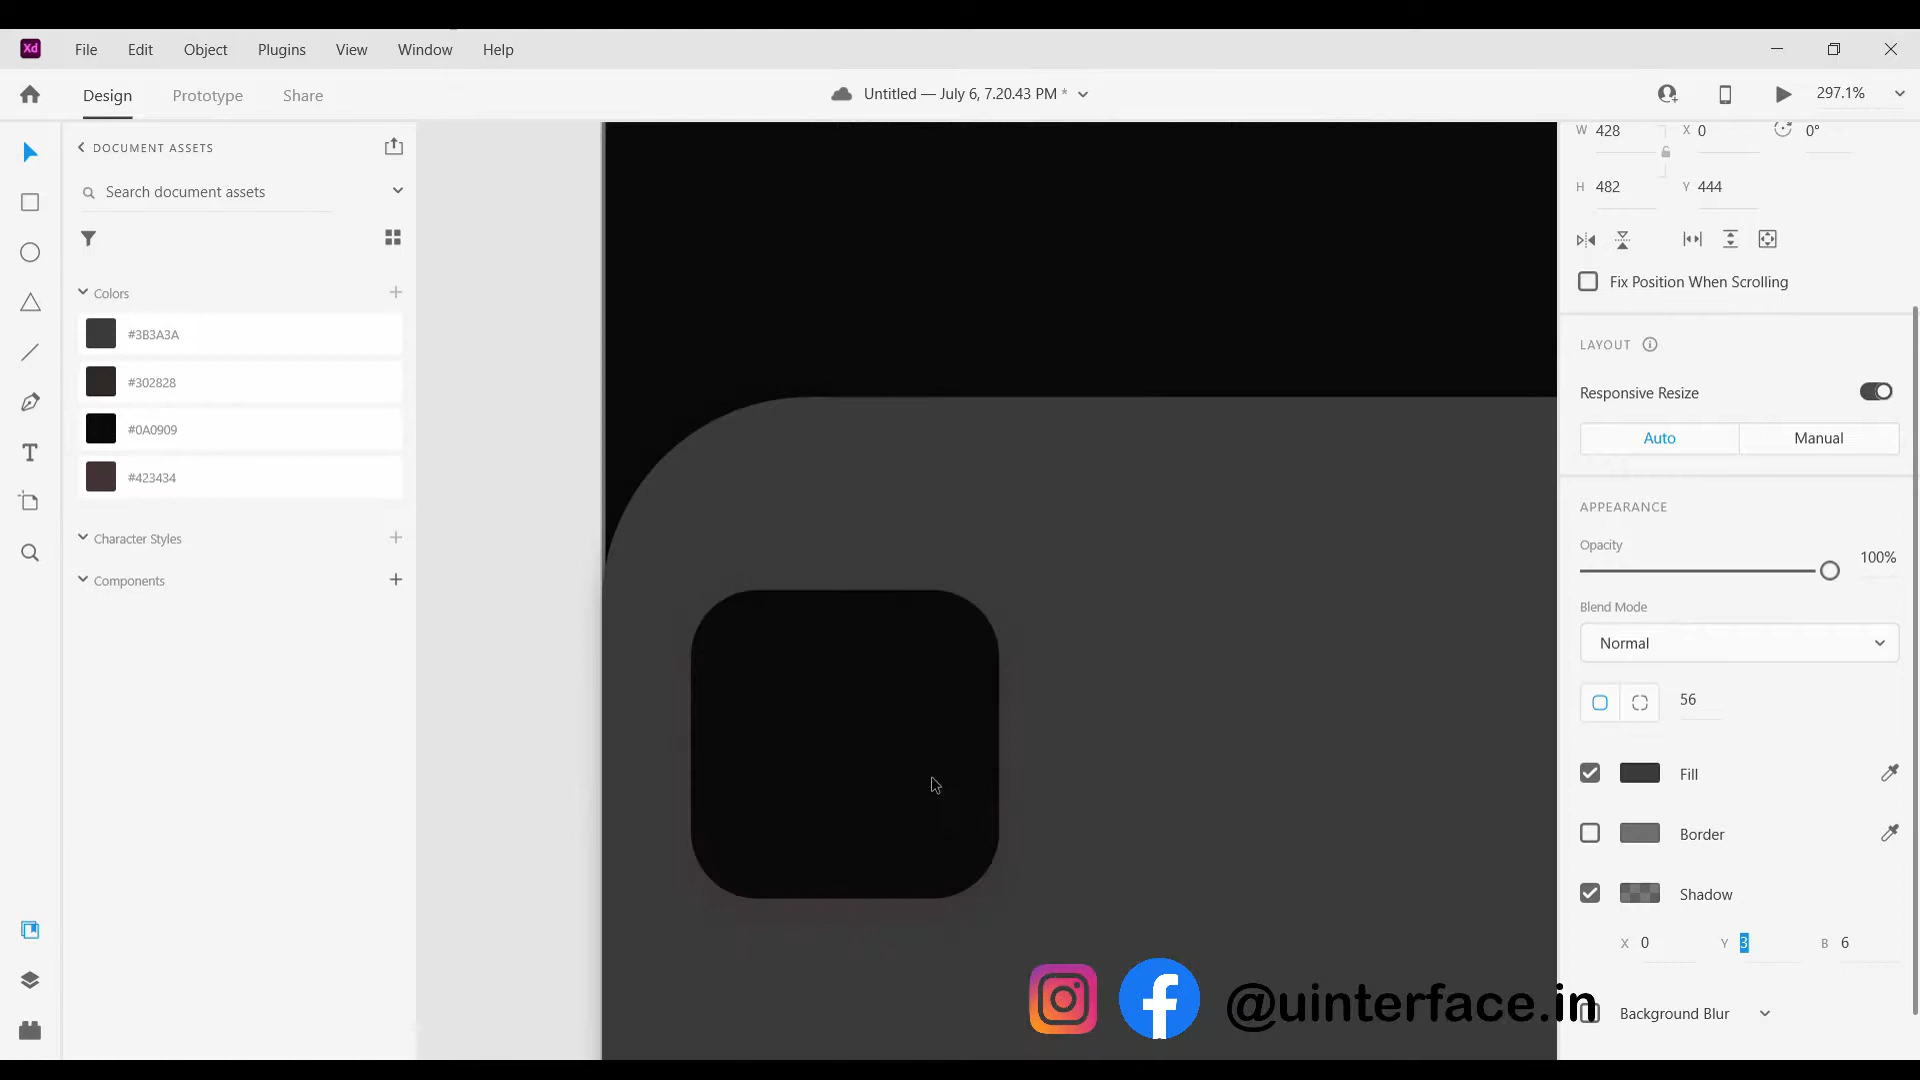 Xd File Edit Object Plugins View Window Help
Design Prototype Share Untitled — July 6, 7.20.43 PM * 297.1%
DOCUMENT ASSETS
Search document assets
Colors
#3B3A3A
#302828
#0A0909
#423434
Character Styles
Components
W 428 X 0 0°
H 482 Y 444
Fix Position When Scrolling
LAYOUT
Responsive Resize
Auto Manual
APPEARANCE
Opacity
100%
Blend Mode
Normal
56
Fill
Border
Shadow
X 0 Y 3 B 6
Background Blur
@uinterface.in